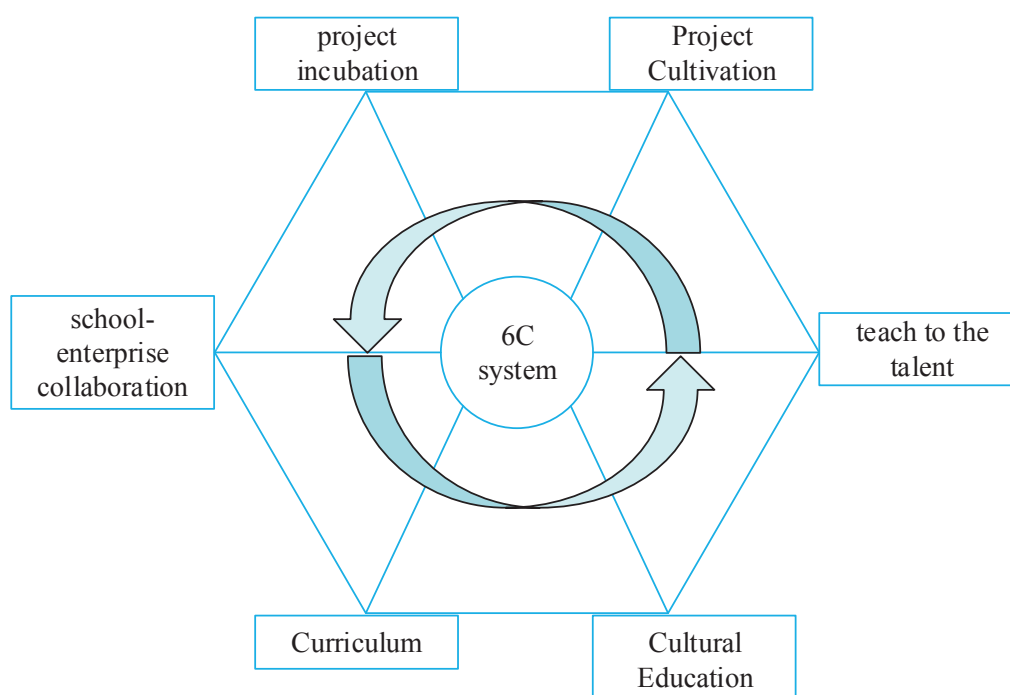 project
incubation
Project
Cultivation
school-
enterprise
collaboration
6C
system
teach to the
talent
Curriculum
Cultural
Education